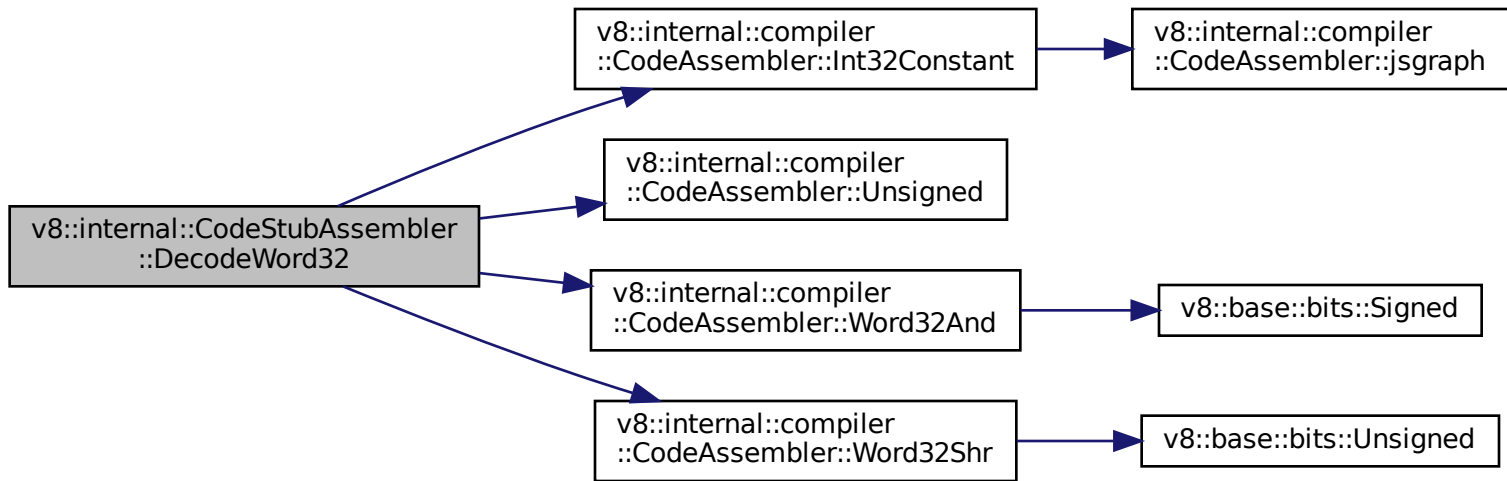 v8::internal::compiler
::CodeAssembler::Int32Constant
v8::internal::compiler
::CodeAssembler::jsgraph
v8::internal::compiler
::CodeAssembler::Unsigned
v8::internal::CodeStubAssembler
::DecodeWord32
v8::internal::compiler
::CodeAssembler::Word32And
v8::base::bits::Signed
v8::internal::compiler
::CodeAssembler::Word32Shr
v8::base::bits::Unsigned